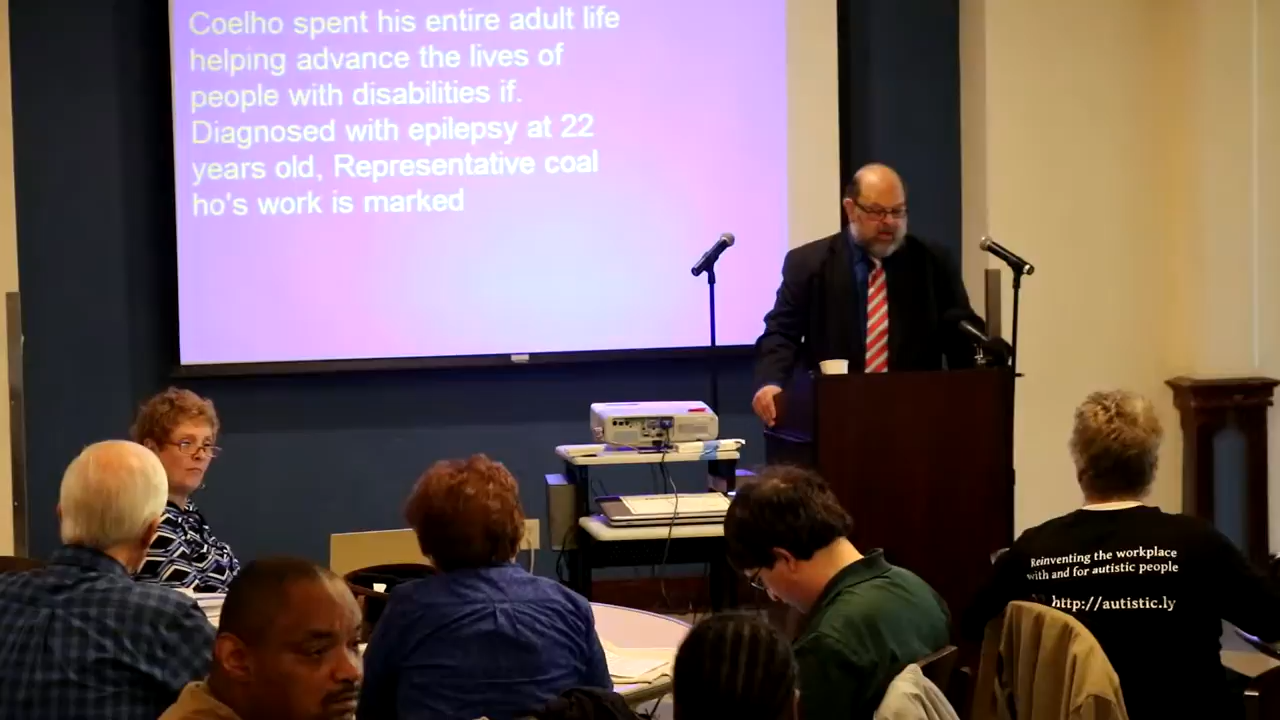 Coelho spent his entire adult life
helping advance the lives of
people with disabilities if.
Diagnosed with epilepsy at 22
years old, Representative coal
ho's work is marked
Reinventing the workplace
with and for autistic people
http://autistic.ly